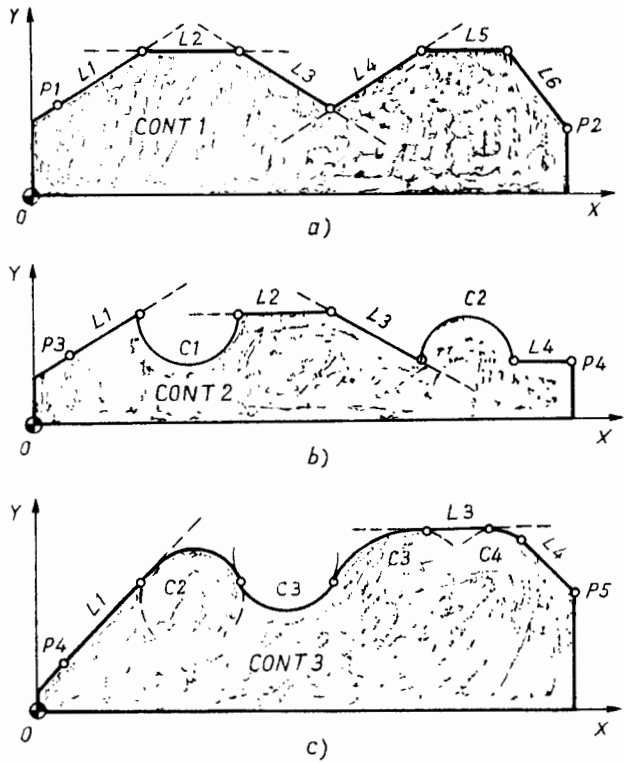 Y
L2
L5
L1
L3
L4
L6
P1
CONT 1
P2
0
X
a)
Y
L1
L2
C2
L3
P3
C1
L4
P4
CONT 2
0
X
b)
Y
L3
L1
C2
C3
C3
C4
L4
P5
P4
CONT 3
0
X
c)